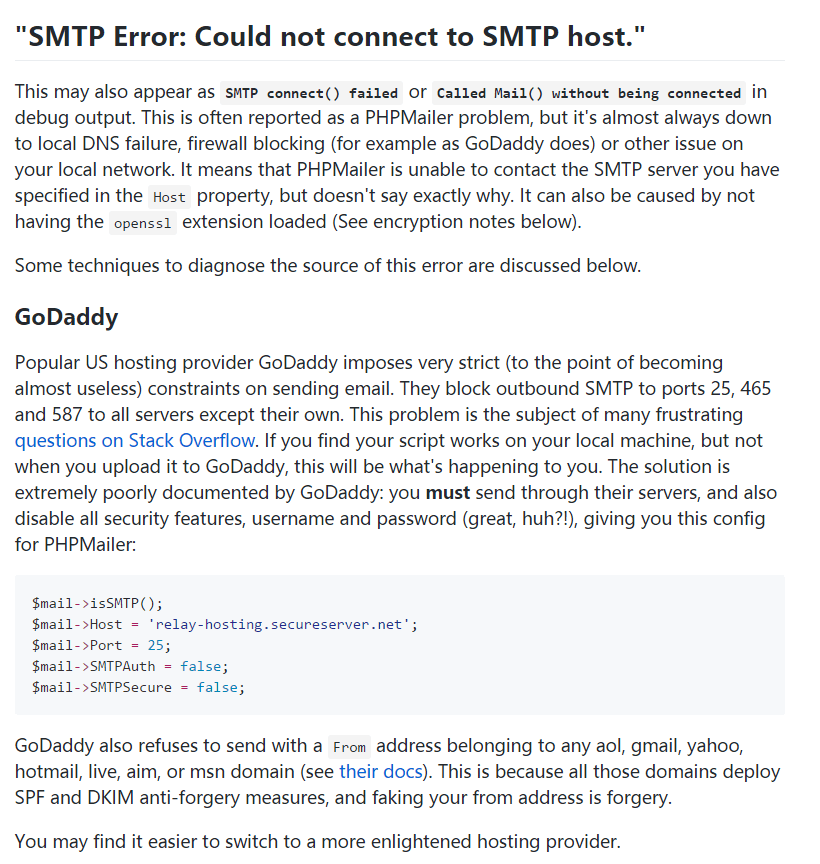 "SMTP Error: Could not connect to SMTP host."
This may also appear as SMTP connect() failed or Called Mail() without being connected in
debug output. This is often reported as a PHPMailer problem, but it's almost always down
to local DNS failure, firewall blocking (for example as GoDaddy does) or other issue on
your local network. It means that PHPMailer is unable to contact the SMTP server you have
specified in the Host property, but doesn't say exactly why. It can also be caused by not
having the openssl extension loaded (See encryption notes below).
Some techniques to diagnose the source of this error are discussed below.
GoDaddy
Popular US hosting provider GoDaddy imposes very strict (to the point of becoming
almost useless) constraints on sending email. They block outbound SMTP to ports 25, 465
and 587 to all servers except their own. This problem is the subject of many frustrating
questions on Stack Overflow. If you find your script works on your local machine, but not
when you upload it to GoDaddy, this will be what's happening to you. The solution is
extremely poorly documented by GoDaddy: you must send through their servers, and also
disable all security features, username and password (great, huh?!), giving you this config
for PHPMailer:
$mail->isSMTP();
$mail->Host = 'relay-hosting.secureserver.net';
$mail->Port = 25;
$mail->SMTPAuth = false;
$mail->SMTPSecure = false;
GoDaddy also refuses to send with a From address belonging to any aol, gmail, yahoo,
hotmail, live, aim, or msn domain (see their docs). This is because all those domains deploy
SPF and DKIM anti-forgery measures, and faking your from address is forgery.
You may find it easier to switch to a more enlightened hosting provider.